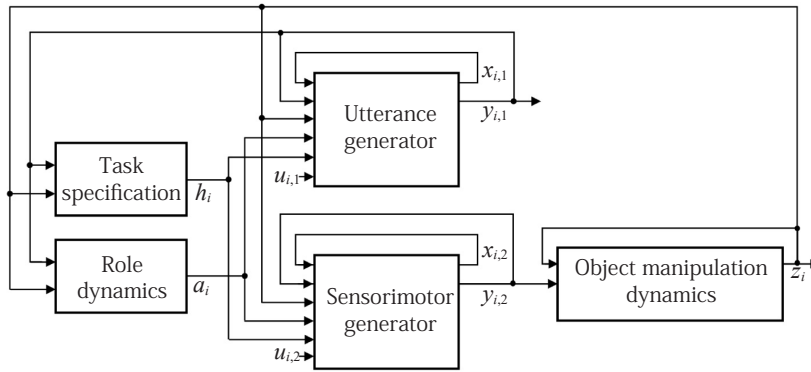 x_{i,1}
Utterance
generator
y_{i,1}
Task
specification
h_i
u_{i,1}
Role
dynamics
a_i
x_{i,2}
Sensorimotor
generator
y_{i,2}
u_{i,2}
Object manipulation
dynamics
z_i